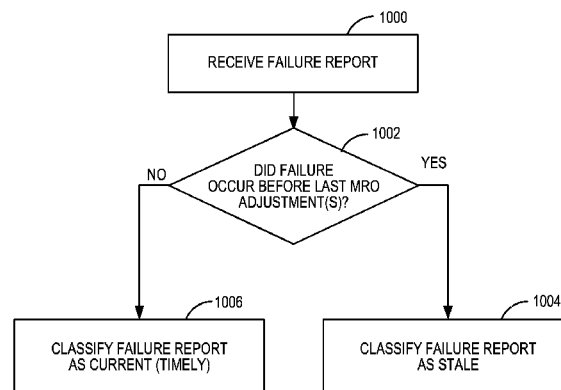 1000
RECEIVE FAILURE REPORT
1002
DID FAILURE
OCCUR BEFORE LAST MRO
ADJUSTMENT(S)?
NO
YES
1006
CLASSIFY FAILURE REPORT
AS CURRENT (TIMELY)
1004
CLASSIFY FAILURE REPORT
AS STALE